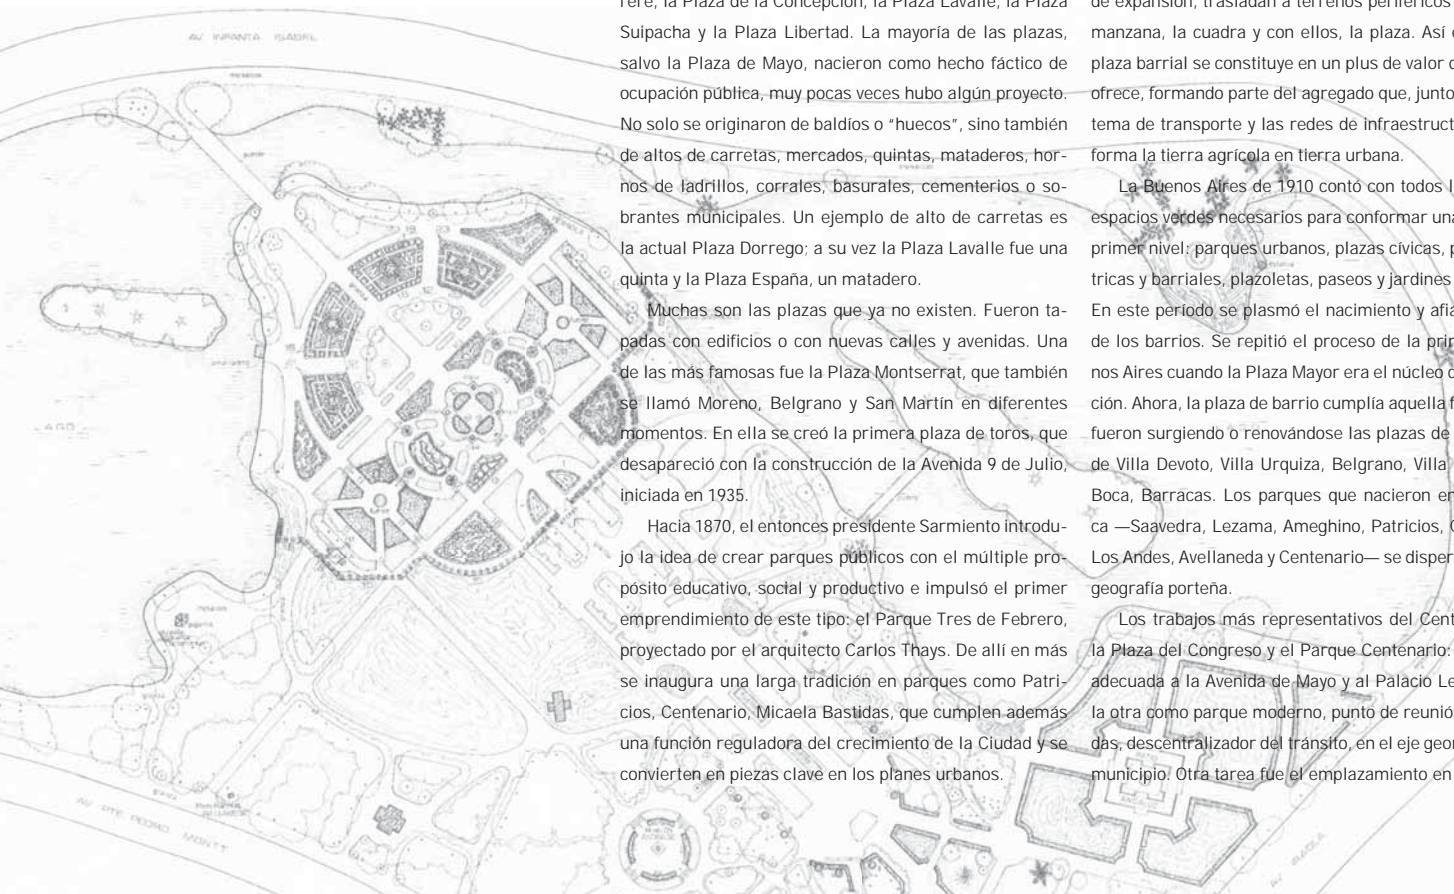 rere, la Plaza de la Concepción, la Plaza Lavalle, la Plaza
Suipacha y la Plaza Libertad. La mayoría de las plazas,
salvo la Plaza de Mayo, nacieron como hecho fáctico de
ocupación pública, muy pocas veces hubo algún proyecto.
No solo se originaron de baldíos o “huecos”, sino también
de altos de carretas, mercados, quintas, mataderos, hor-
nos de ladrillos, corrales, basurales, cementerios o so-
brantes municipales. Un ejemplo de alto de carretas es
la actual Plaza Dorrego; a su vez la Plaza Lavalle fue una
quinta y la Plaza España, un matadero.
Muchas son las plazas que ya no existen. Fueron ta-
padas con edificios o con nuevas calles y avenidas. Una
de las más famosas fue la Plaza Montserrat, que también
se llamó Moreno, Belgrano y San Martín en diferentes
momentos. En ella se creó la primera plaza de toros, que
desapareció con la construcción de la Avenida 9 de Julio,
iniciada en 1935.
Hacia 1870, el entonces presidente Sarmiento introdu-
jo la idea de crear parques públicos con el múltiple pro-
pósito educativo, social y productivo e impulsó el primer
emprendimiento de este tipo: el Parque Tres de Febrero,
proyectado por el arquitecto Carlos Thays. De allí en más
se inaugura una larga tradición en parques como Patri-
cios, Centenario, Micaela Bastidas, que cumplen además
una función reguladora del crecimiento de la Ciudad y se
convierten en piezas clave en los planes urbanos.
de expansión, trasladan a terrenos periféricos
manzana, la cuadra y con ellos, la plaza. Así
plaza barrial se constituye en un plus de valor
ofrece, formando parte del agregado que, junto
tema de transporte y las redes de infraestruct
forma la tierra agrícola en tierra urbana.
La Buenos Aires de 1910 contó con todos l
espacios verdes necesarios para conformar una
primer nivel: parques urbanos, plazas cívicas, p
tricas y barriales, plazoletas, paseos y jardines
En este período se plasmó el nacimiento y afia
de los barrios. Se repitió el proceso de la prim
nos Aires cuando la Plaza Mayor era el núcleo
ción. Ahora, la plaza de barrio cumplía aquella f
fueron surgiendo o renovándose las plazas de
de Villa Devoto, Villa Urquiza, Belgrano, Villa
Boca, Barracas. Los parques que nacieron en
ca —Saavedra, Lezama, Ameghino, Patricios,
Los Andes, Avellaneda y Centenario— se disper
geografía porteña.
Los trabajos más representativos del Cent
la Plaza del Congreso y el Parque Centenario:
adecuada a la Avenida de Mayo y al Palacio Le
la otra como parque moderno, punto de reunió
das, descentralizador del tránsito, en el eje geo
municipio. Otra tarea fue el emplazamiento en
AV INFANTA ISABEL
LAGO
AV PTE PEDRO MONTT